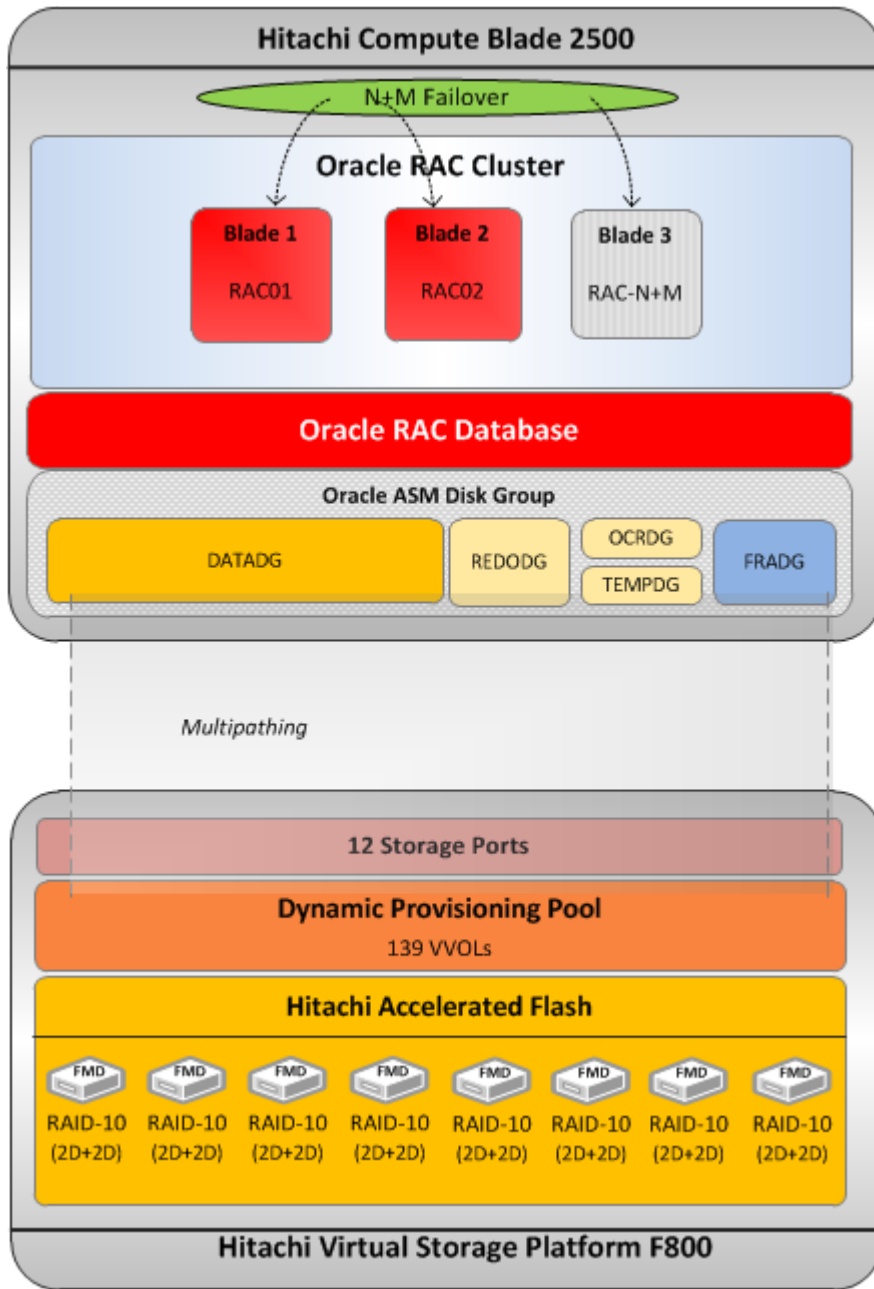 Hitachi Compute Blade 2500
N+M Failover
Oracle RAC Cluster
Blade 1
RAC01
Blade 2
RAC02
Blade 3
RAC-N+M
Oracle RAC Database
Oracle ASM Disk Group
DATADG
REDODG
OCRDG
TEMPDG
FRADG
Multipathing
12 Storage Ports
Dynamic Provisioning Pool
139 VVOLs
Hitachi Accelerated Flash
FMD FMD FMD FMD FMD FMD FMD FMD
RAID-10 RAID-10 RAID-10 RAID-10 RAID-10 RAID-10 RAID-10 RAID-10
(2D+2D) (2D+2D) (2D+2D) (2D+2D) (2D+2D) (2D+2D) (2D+2D) (2D+2D)
Hitachi Virtual Storage Platform F800